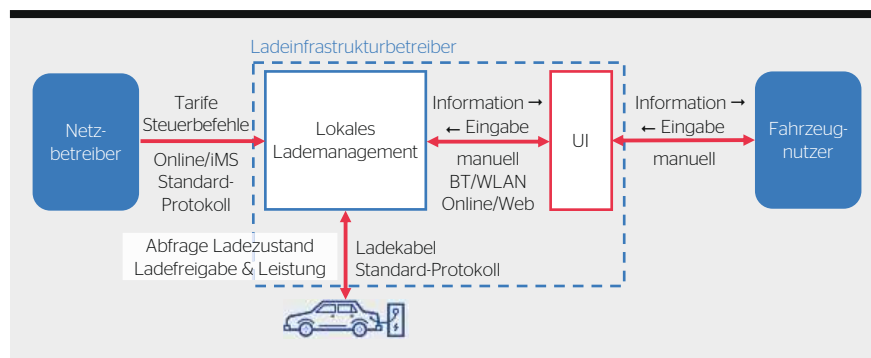 Ladeinfrastrukturbetreiber
Netz-
betreiber
Tarife
Steuerbefehle
Online/iMS
Standard-
Protokoll
Lokales
Lademanagement
Information →
← Eingabe
manuell
BT/WLAN
Online/Web
UI
Information →
← Eingabe
manuell
Fahrzeug-
nutzer
Abfrage Ladezustand
Ladefreigabe & Leistung
Ladekabel
Standard-Protokoll